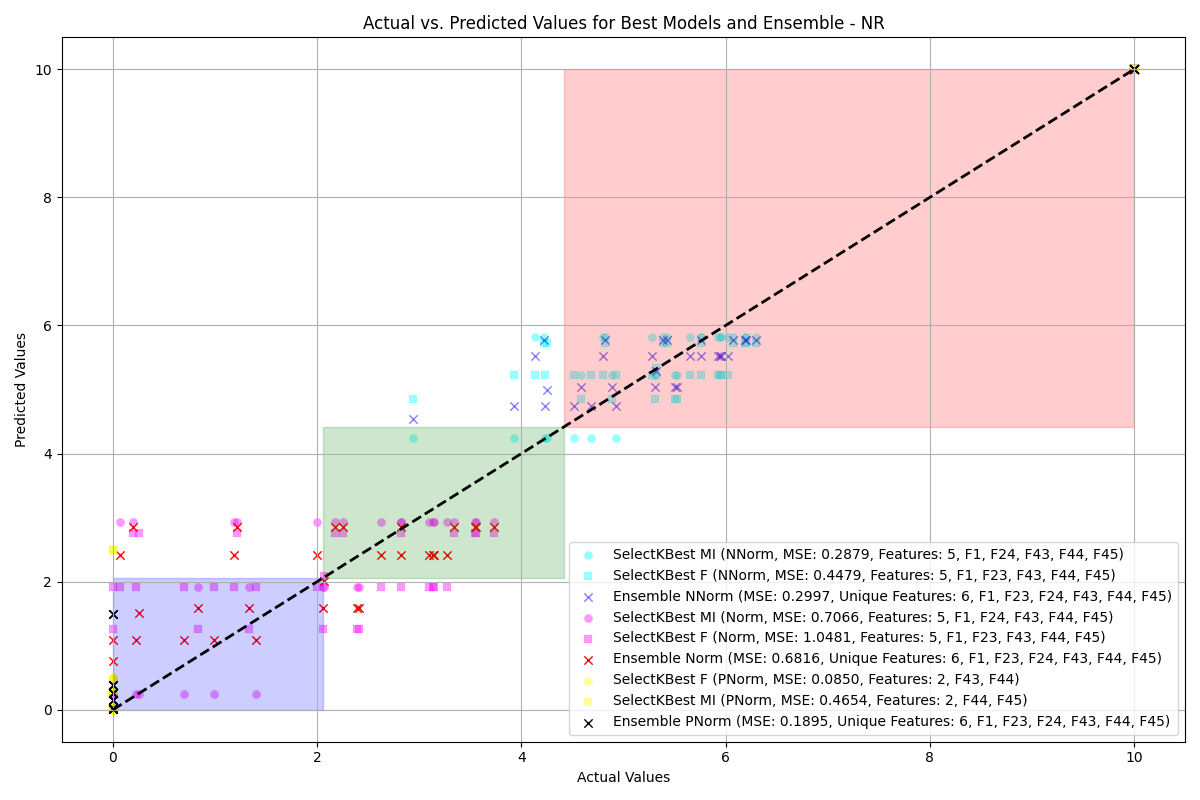 Actual vs. Predicted Values for Best Models and Ensemble - NR
Predicted Values
10
8
6
4
2
0
SelectKBest MI (NNorm, MSE: 0.2879, Features: 5, F1, F24, F43, F44, F45)
SelectKBest F (NNorm, MSE: 0.4479, Features: 5, F1, F23, F43, F44, F45)
Ensemble NNorm (MSE: 0.2997, Unique Features: 6, F1, F23, F24, F43, F44, F45)
SelectKBest MI (Norm, MSE: 0.7066, Features: 5, F1, F24, F43, F44, F45)
SelectKBest F (Norm, MSE: 1.0481, Features: 5, F1, F23, F43, F44, F45)
Ensemble Norm (MSE: 0.6816, Unique Features: 6, F1, F23, F24, F43, F44, F45)
SelectKBest F (PNorm, MSE: 0.0850, Features: 2, F43, F44)
SelectKBest MI (PNorm, MSE: 0.4654, Features: 2, F44, F45)
Ensemble PNorm (MSE: 0.1895, Unique Features: 6, F1, F23, F24, F43, F44, F45)
0 2 4 6 8 10
Actual Values